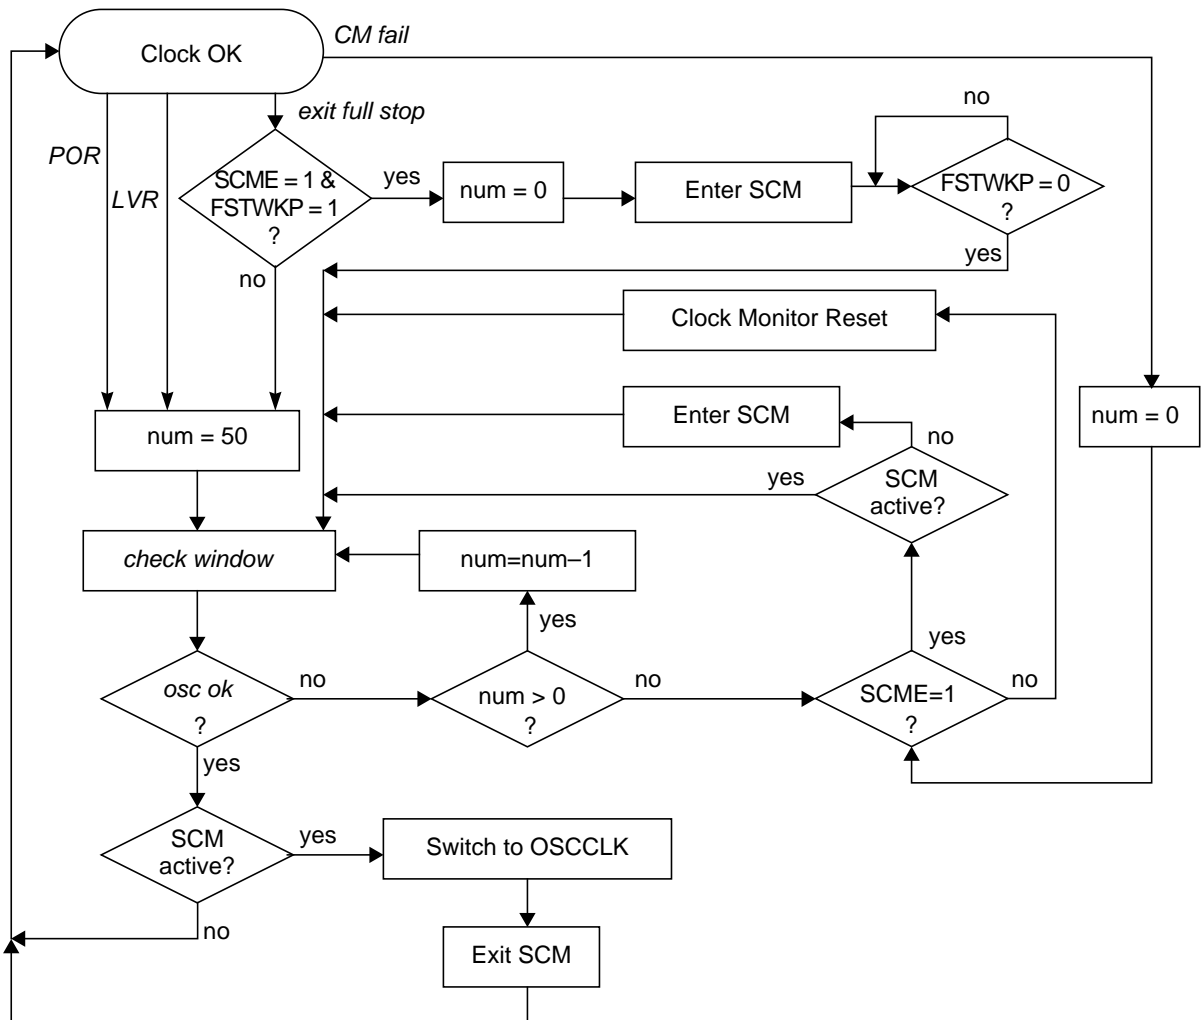 Clock OK
CM fail
exit full stop
POR
LVR
SCME = 1 &
FSTWKP = 1
?
yes
no
num = 0
Enter SCM
no
FSTWKP = 0
?
yes
Clock Monitor Reset
Enter SCM
num = 0
num = 50
no
yes
SCM
active?
check window
num=num–1
yes
yes
osc ok
?
no
num > 0
?
no
SCME=1
?
no
yes
SCM
active?
yes
Switch to OSCCLK
no
Exit SCM